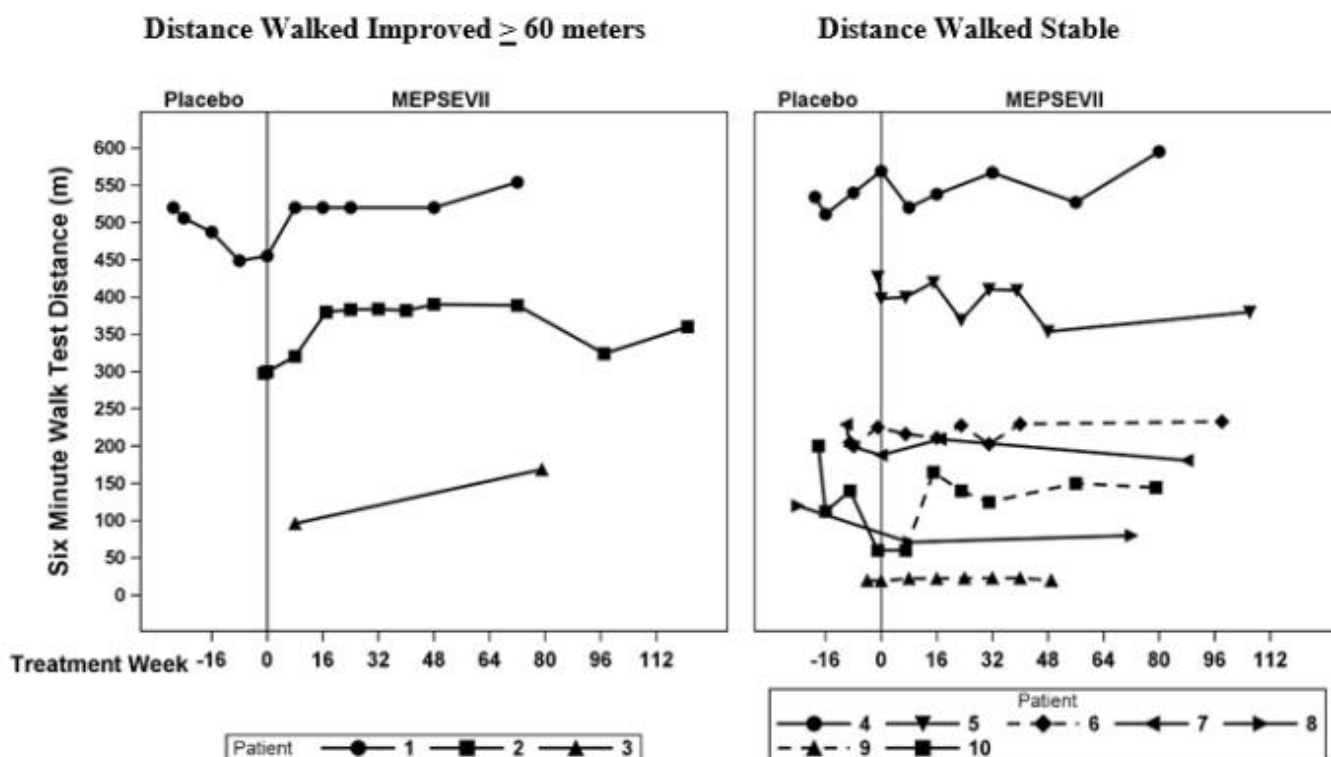 Distance Walked Improved ≥ 60 meters
Distance Walked Stable
Placebo
MEPSEVII
Placebo
MEPSEVII
Six Minute Walk Test Distance (m)
600
550
500
450
400
350
300
250
200
150
100
50
0
Treatment Week -16 0 16 32 48 64 80 96 112
-16 0 16 32 48 64 80 96 112
Patient 1 2 3
Patient
4 5 6 7 8
9 10